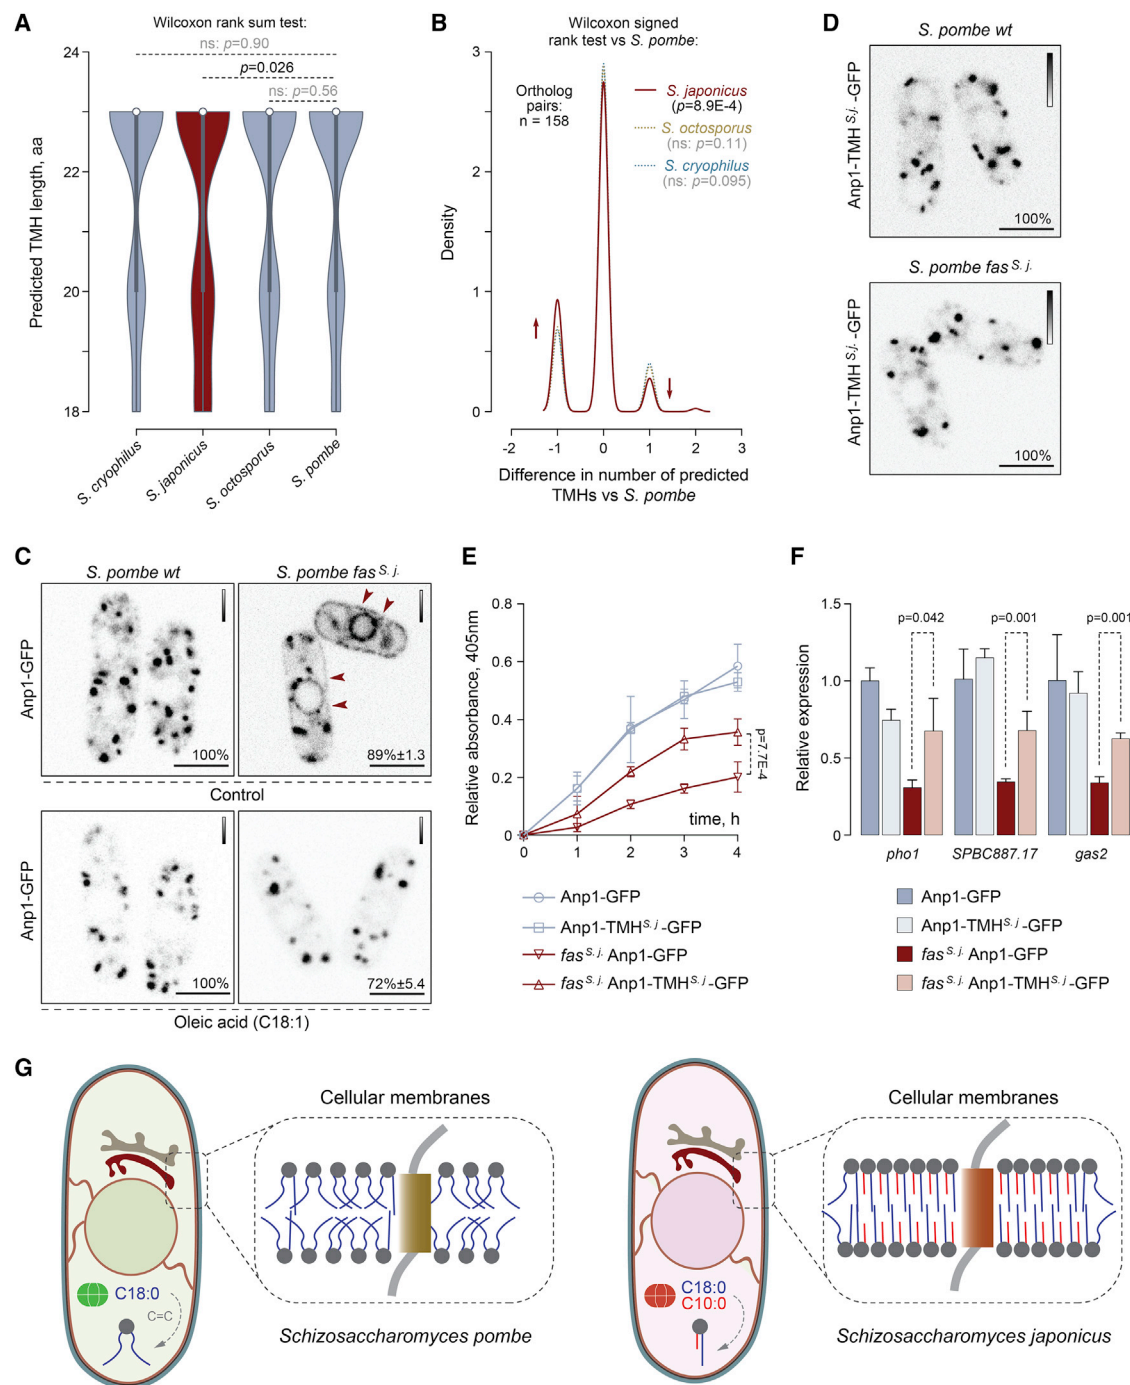 A
Wilcoxon rank sum test:
ns: p=0.90
p=0.026
ns: p=0.56
24
22
20
18
Predicted TMH length, aa
S. cryophilus
S. japonicus
S. octosporus
S. pombe
B
Wilcoxon signed
rank test vs S. pombe:
3
2
1
0
Density
Ortholog
pairs:
n = 158
S. japonicus
(p=8.9E-4)
S. octosporus
(ns: p=0.11)
S. cryophilus
(ns: p=0.095)
-2 -1 0 1 2 3
Difference in number of predicted
TMHs vs S. pombe
D
S. pombe wt
Anp1-TMH S.j.-GFP
100%
S. pombe fas S. j.
Anp1-TMH S.j.-GFP
100%
C
S. pombe wt
S. pombe fas S. j.
Anp1-GFP
100%
89%±1.3
Control
Anp1-GFP
100%
72%±5.4
Oleic acid (C18:1)
E
Relative absorbance, 405nm
0.8
0.6
0.4
0.2
0
0 1 2 3 4
time, h
p=7.7E-4
Anp1-GFP
Anp1-TMH S. j-GFP
fas S. j. Anp1-GFP
fas S. j. Anp1-TMH S. j-GFP
F
Relative expression
1.5
1.0
0.5
0
p=0.042
p=0.001
p=0.001
pho1
SPBC887.17
gas2
Anp1-GFP
Anp1-TMH S. j-GFP
fas S. j. Anp1-GFP
fas S. j. Anp1-TMH S. j-GFP
G
Cellular membranes
C18:0
C=C
Schizosaccharomyces pombe
Cellular membranes
C18:0
C10:0
Schizosaccharomyces japonicus